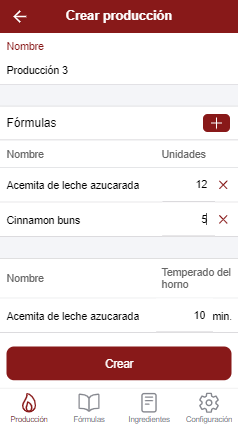 Crear producción
Nombre
Producción 3
Fórmulas
Nombre Unidades
Acemita de leche azucarada 12
Cinnamon buns 5
Nombre Temperado del
horno
Acemita de leche azucarada 10 min.
Crear
Producción Fórmulas Ingredientes Configuración